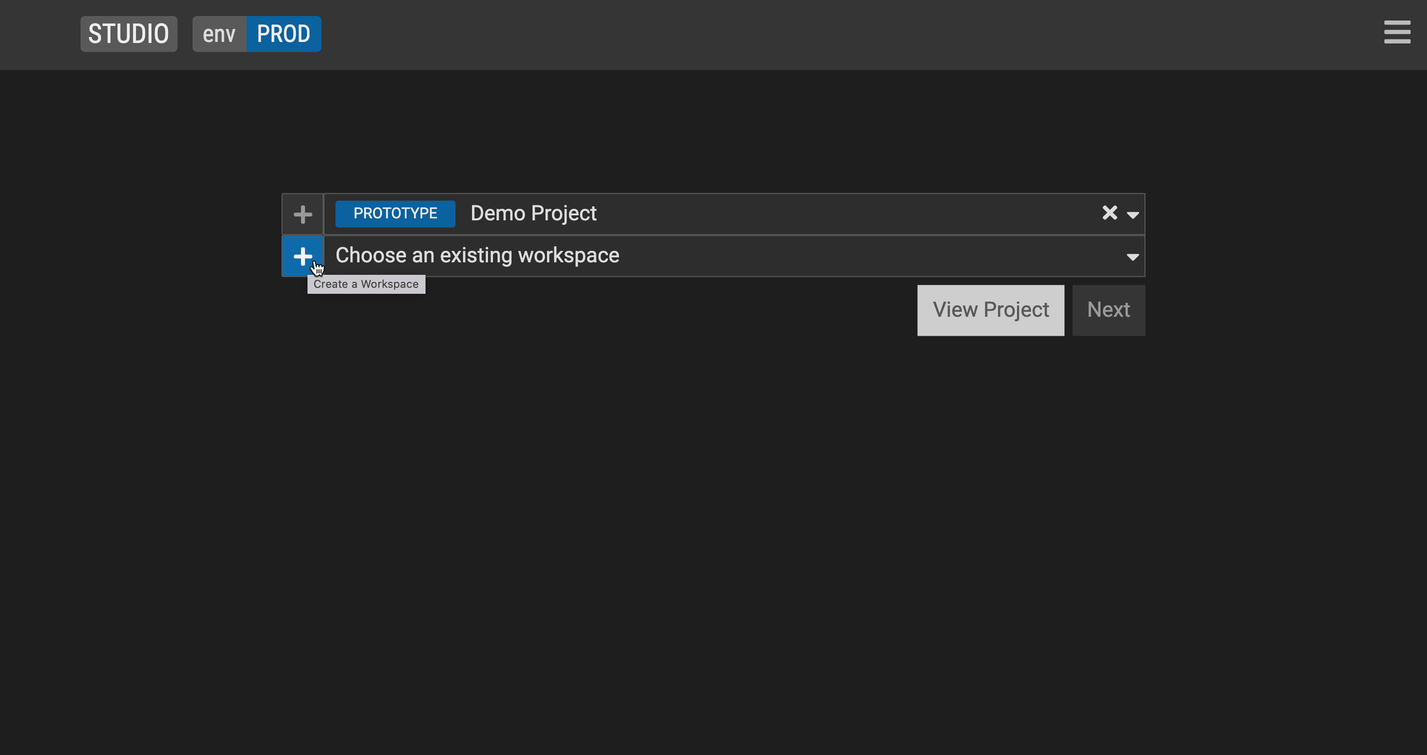 STUDIO env PROD
PROTOTYPE Demo Project
Choose an existing workspace
Create a Workspace
View Project Next